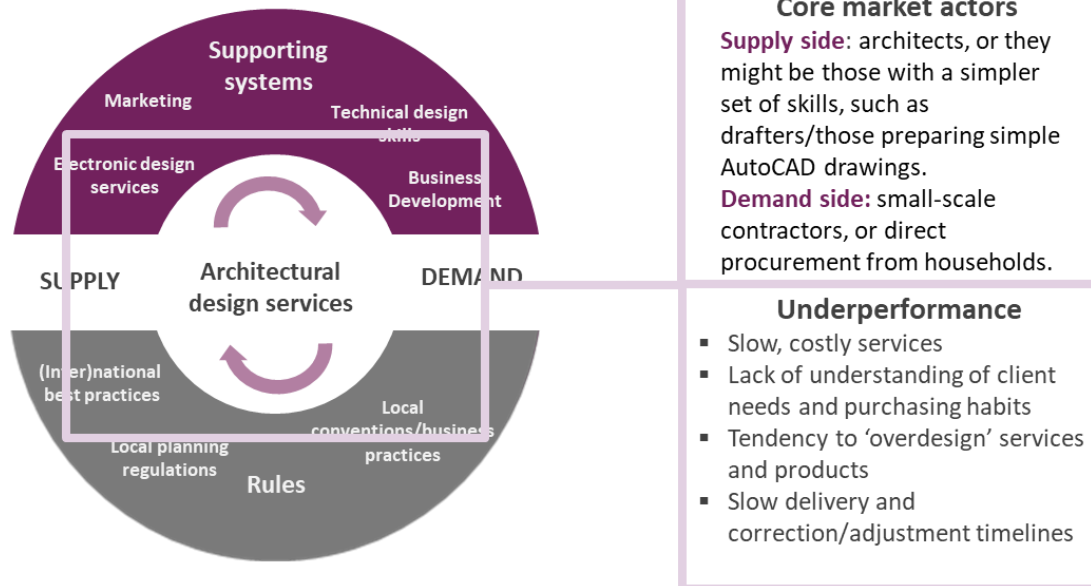 Supporting
systems
Marketing
Technical design
skills
Electronic design
services
Business
Development
SUPPLY
Architectural
design services
DEMAND
(Inter)national
best practices
Local
conventions/business
practices
Local planning
regulations
Rules
Core market actors
Supply side: architects, or they
might be those with a simpler
set of skills, such as
drafters/those preparing simple
AutoCAD drawings.
Demand side: small-scale
contractors, or direct
procurement from households.
Underperformance
▪ Slow, costly services
▪ Lack of understanding of client
needs and purchasing habits
▪ Tendency to ‘overdesign’ services
and products
▪ Slow delivery and
correction/adjustment timelines